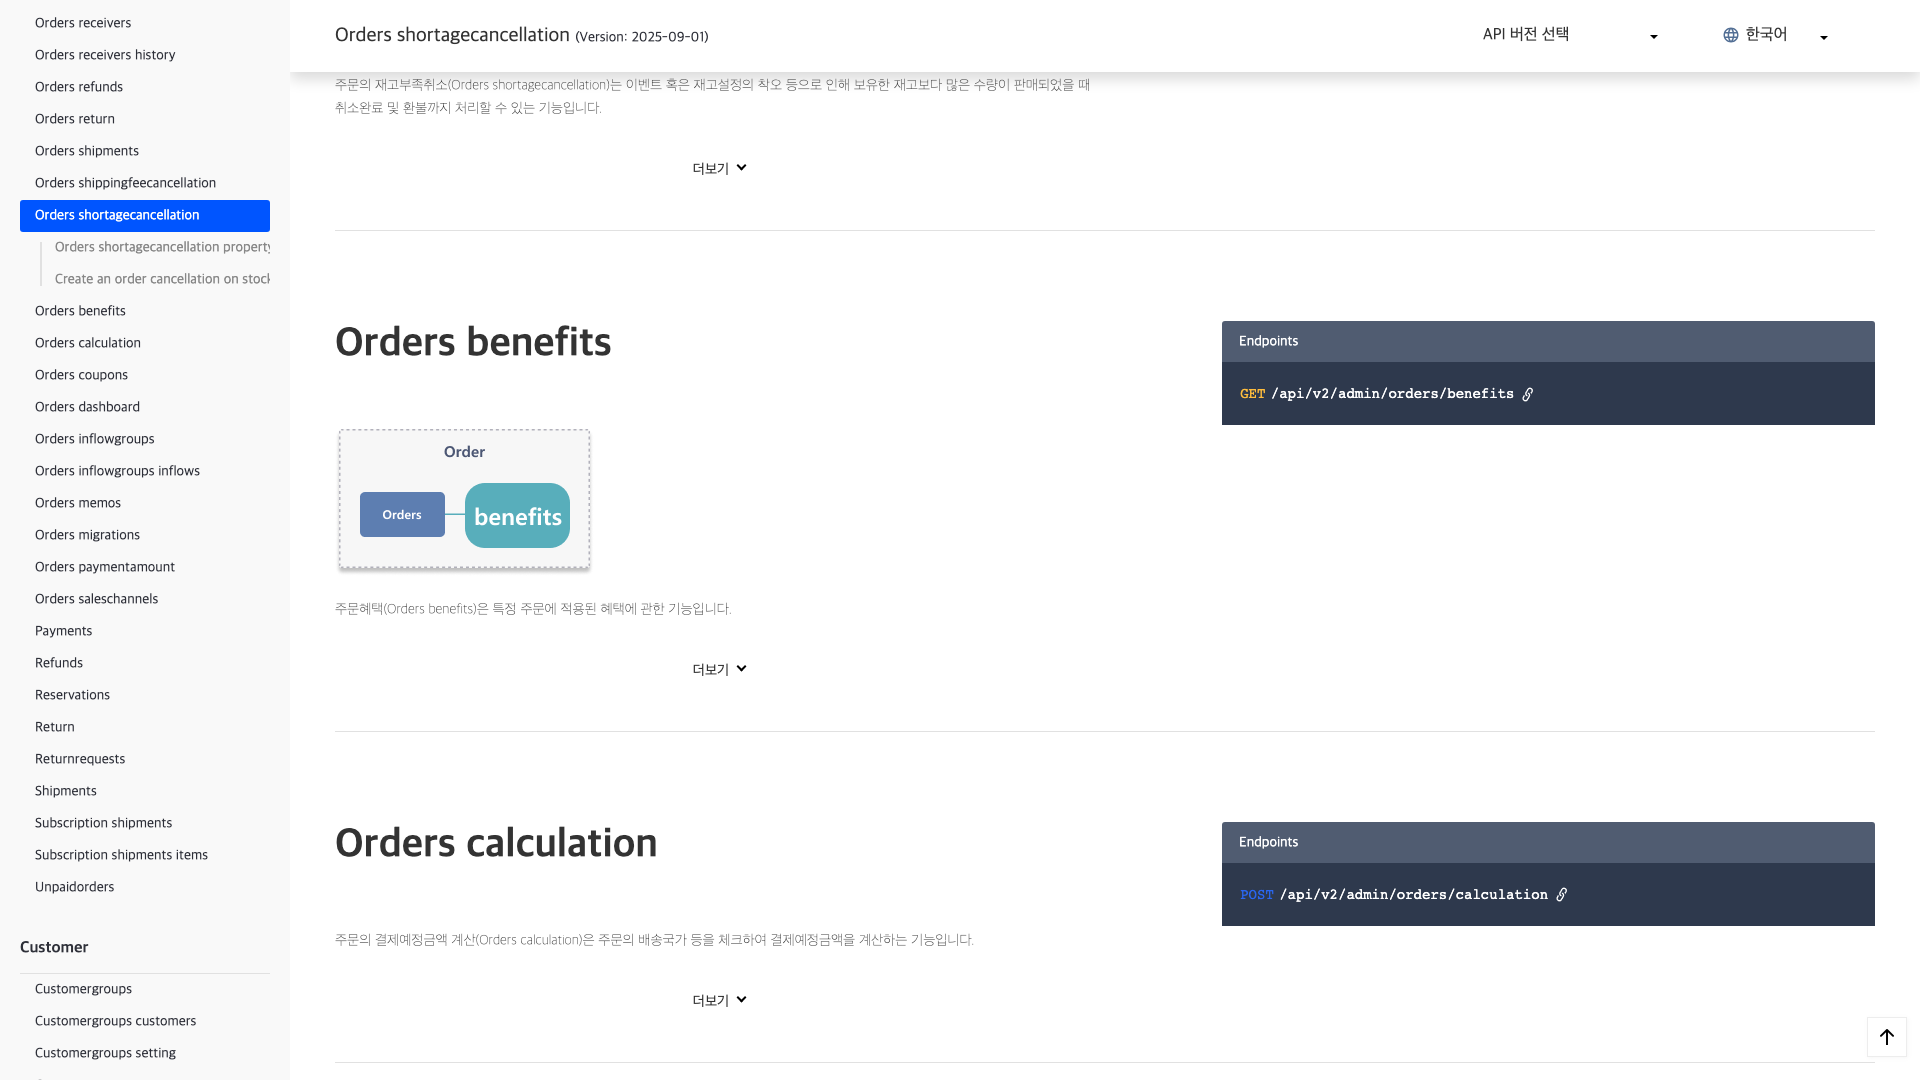 Orders receivers
Orders receivers history
Orders refunds
Orders return
Orders shipments
Orders shippingfeecancellation
Orders shortagecancellation
Orders shortagecancellation property
Create an order cancellation on stock
Orders benefits
Orders calculation
Orders coupons
Orders dashboard
Orders inflowgroups
Orders inflowgroups inflows
Orders memos
Orders migrations
Orders paymentamount
Orders saleschannels
Payments
Refunds
Reservations
Return
Returnrequests
Shipments
Subscription shipments
Subscription shipments items
Unpaidorders
Customer
Customergroups
Customergroups customers
Customergroups setting
Orders shortagecancellation (Version: 2025-09-01)
API 버전 선택
한국어
주문의 재고부족취소(Orders shortagecancellation)는 이벤트 혹은 재고설정의 착오 등으로 인해 보유한 재고보다 많은 수량이 판매되었을 때
취소완료 및 환불까지 처리할 수 있는 기능입니다.
더보기
Orders benefits
Order
Orders
benefits
주문혜택(Orders benefits)은 특정 주문에 적용된 혜택에 관한 기능입니다.
더보기
Endpoints
GET /api/v2/admin/orders/benefits
Orders calculation
주문의 결제예정금액 계산(Orders calculation)은 주문의 배송국가 등을 체크하여 결제예정금액을 계산하는 기능입니다.
더보기
Endpoints
POST /api/v2/admin/orders/calculation